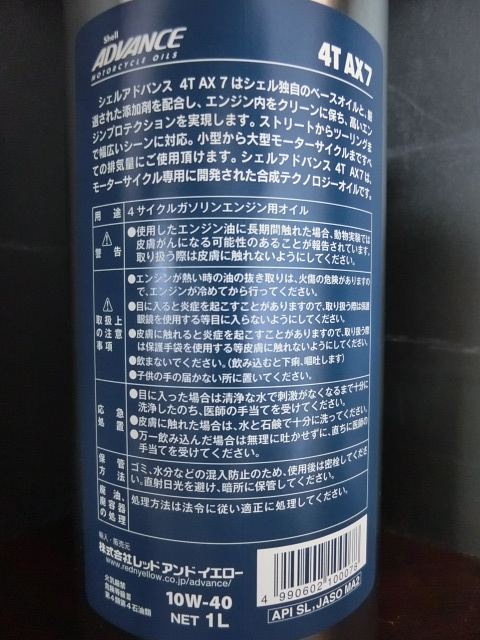 Shell
ADVANCE
MOTORCYCLE OILS
4T AX7
シェルアドバンス 4T AX 7 はシェル独自のベースオイルと、厳
選された添加剤を配合し、エンジン内をクリーンに保ち、高いエン
ジンプロテクションを実現します。ストリートからツーリングま
で幅広いシーンに対応。小型から大型モーターサイクルまですべ
ての排気量にご使用頂けます。シェルアドバンス 4T AX7は、
モーターサイクル専用に開発された合成テクノロジーオイルです。
用途 4サイクルガソリンエンジン用オイル
警告
●使用したエンジン油に長期間触れた場合、動物実験では
皮膚がんになる可能性のあることが報告されています。
取り扱う際は皮膚に触れないようにしてください。
取扱上の注意事項
●エンジンが熱い時の油の抜き取りは、火傷の危険がありますの
で、エンジンが冷めてから行ってください。
●目に入ると炎症を起こすことがありますので、取り扱う際は保護
眼鏡を使用する等目に入らないようにしてください。
●皮膚に触れると炎症を起こすことがありますので、取り扱う際
は保護手袋を使用する等皮膚に触れないようにしてください。
●飲まないでください。(飲み込むと下痢、嘔吐します)
●子供の手の届かない所に置いてください。
応急処置
●目に入った場合は清浄な水で刺激がなくなるまで十分に
洗浄したのち、医師の手当てを受けてください。
●皮膚に触れた場合は、水と石鹸で十分に洗ってください。
●万一飲み込んだ場合は無理に吐かせずに、直ちに医師の
手当てを受けてください。
保管方法
ゴミ、水分などの混入防止のため、使用後は密栓してくださ
い。直射日光を避け、暗所に保管してください。
廃油、廃容器の処理
処理方法は法令に従い適正に処理してください。
輸入・販売元
株式会社レッド アンド イエロー
www.rednyellow.co.jp/advance/
火気厳禁
危険等級Ⅲ
第4類第4石油類
10W-40
NET 1L
4 990602 100078
API SL, JASO MA2